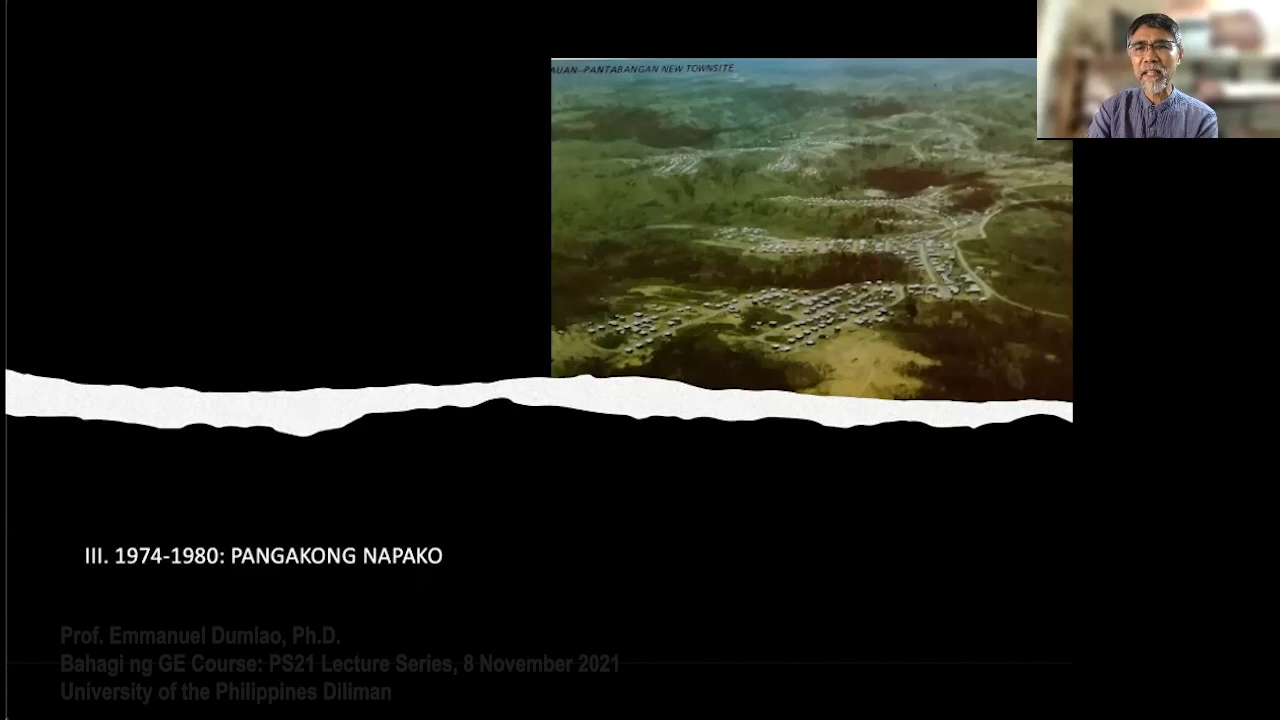 AUAN-PANTABANGAN NEW TOWNSITE
III. 1974-1980: PANGAKONG NAPAKO
Prof. Emmanuel Dumlao, Ph.D.
Bahagi ng GE Course: PS21 Lecture Series, 8 November 2021
University of the Philippines Diliman